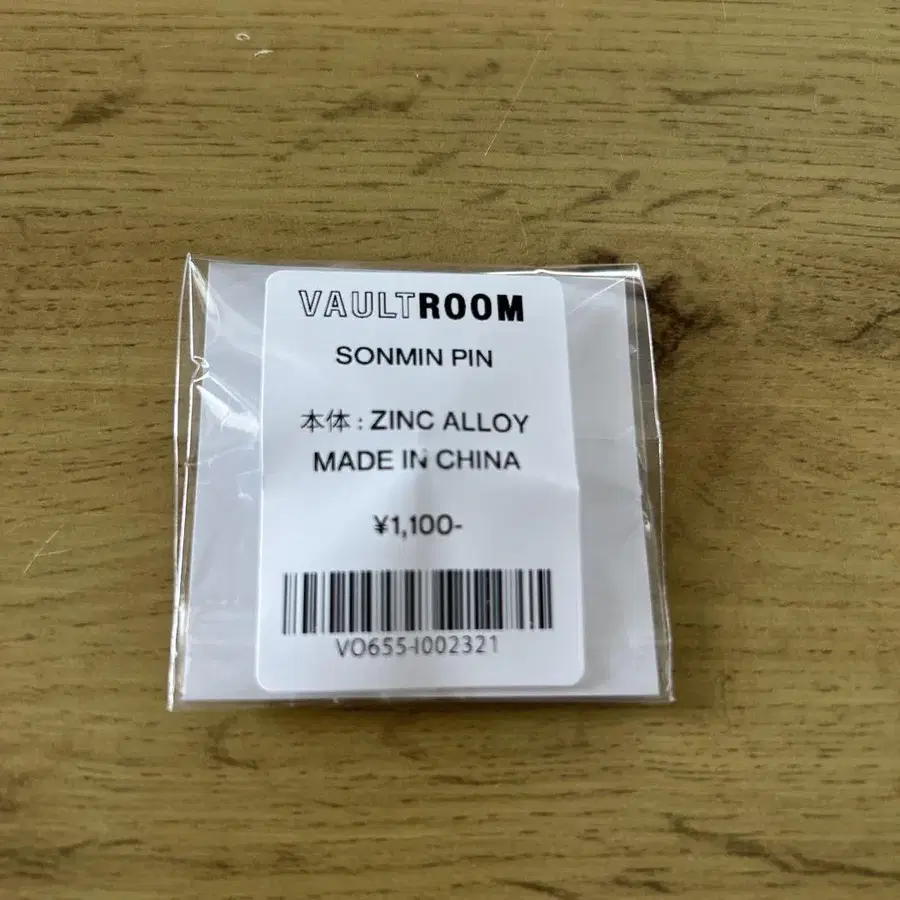 VAULTROOM
SONMIN PIN
本体 : ZINC ALLOY
MADE IN CHINA
¥1,100-
VO655-I002321